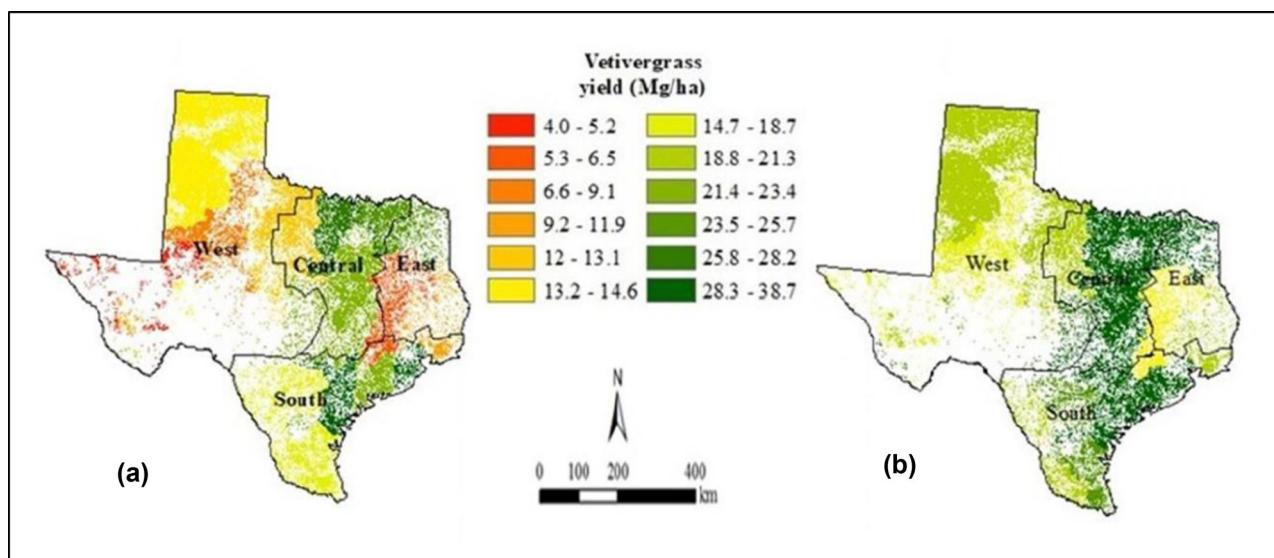 Vetivergrass
yield (Mg/ha)
4.0 - 5.2
5.3 - 6.5
6.6 - 9.1
9.2 - 11.9
12 - 13.1
13.2 - 14.6
14.7 - 18.7
18.8 - 21.3
21.4 - 23.4
23.5 - 25.7
25.8 - 28.2
28.3 - 38.7
West
Central
East
South
(a)
N
0 100 200 400
km
West
Central
East
South
(b)